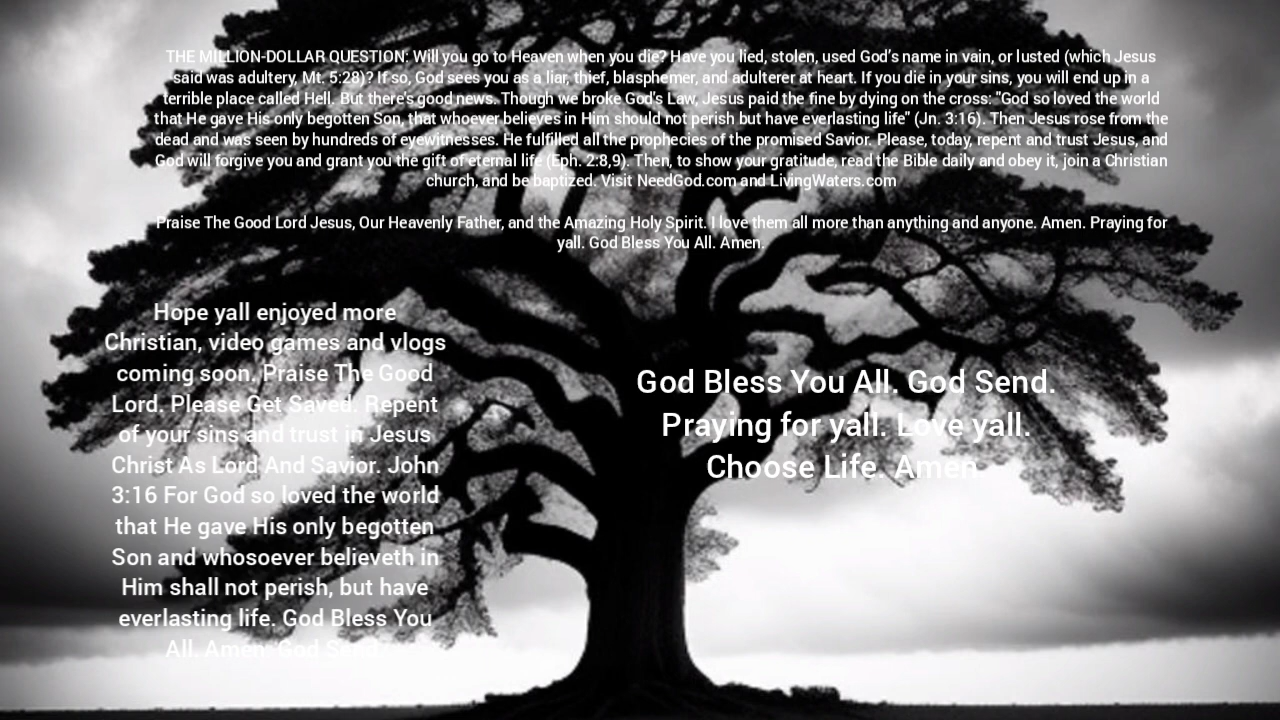 THE MILLION-DOLLAR QUESTION: Will you go to Heaven when you die? Have you lied, stolen, used God's name in vain, or lusted (which Jesus
said was adultery, Mt. 5:28)? If so, God sees you as a liar, thief, blasphemer, and adulterer at heart. If you die in your sins, you will end up in a
terrible place called Hell. But there's good news. Though we broke God's Law, Jesus paid the fine by dying on the cross: "God so loved the world
that He gave His only begotten Son, that whoever believes in Him should not perish but have everlasting life" (Jn. 3:16). Then Jesus rose from the
dead and was seen by hundreds of eyewitnesses. He fulfilled all the prophecies of the promised Savior. Please, today, repent and trust Jesus, and
God will forgive you and grant you the gift of eternal life (Eph. 2:8,9). Then, to show your gratitude, read the Bible daily and obey it, join a Christian
church, and be baptized. Visit NeedGod.com and LivingWaters.com
Praise The Good Lord Jesus, Our Heavenly Father, and the Amazing Holy Spirit. I love them all more than anything and anyone. Amen. Praying for
yall. God Bless You All. Amen.
Hope yall enjoyed more
Christian, video games and vlogs
coming soon. Praise The Good
Lord. Please Get Saved. Repent
of your sins and trust in Jesus
Christ As Lord And Savior. John
3:16 For God so loved the world
that He gave His only begotten
Son and whosoever believeth in
Him shall not perish, but have
everlasting life. God Bless You
All. Amen. God Send.
God Bless You All. God Send.
Praying for yall. Love yall.
Choose Life. Amen.